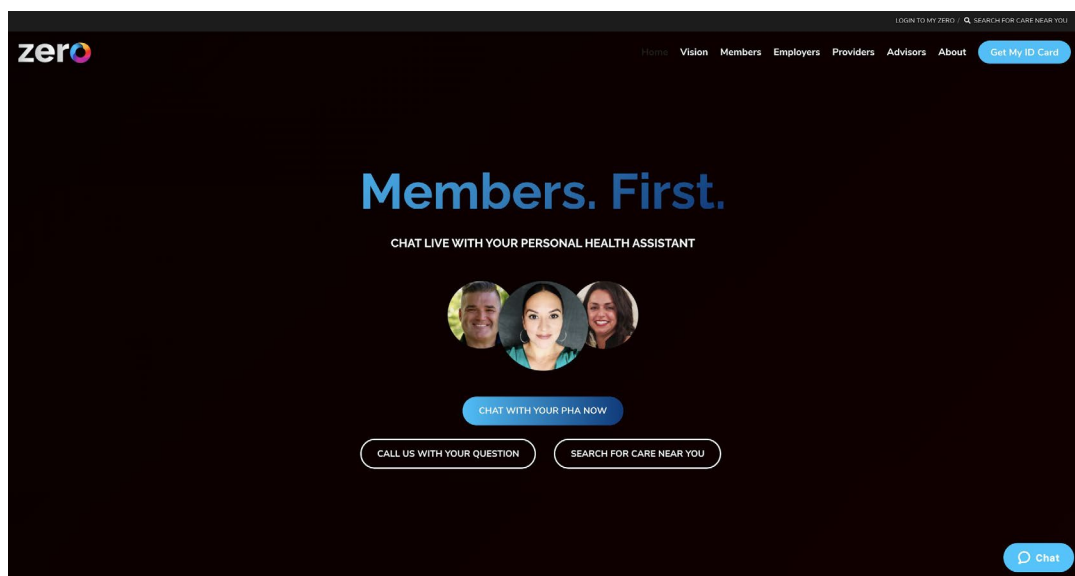 LOGIN TO MY ZERO / SEARCH FOR CARE NEAR YOU
zero
Home Vision Members Employers Providers Advisors About Get My ID Card
Members. First.
CHAT LIVE WITH YOUR PERSONAL HEALTH ASSISTANT
CHAT WITH YOUR PHA NOW
CALL US WITH YOUR QUESTION SEARCH FOR CARE NEAR YOU
Chat